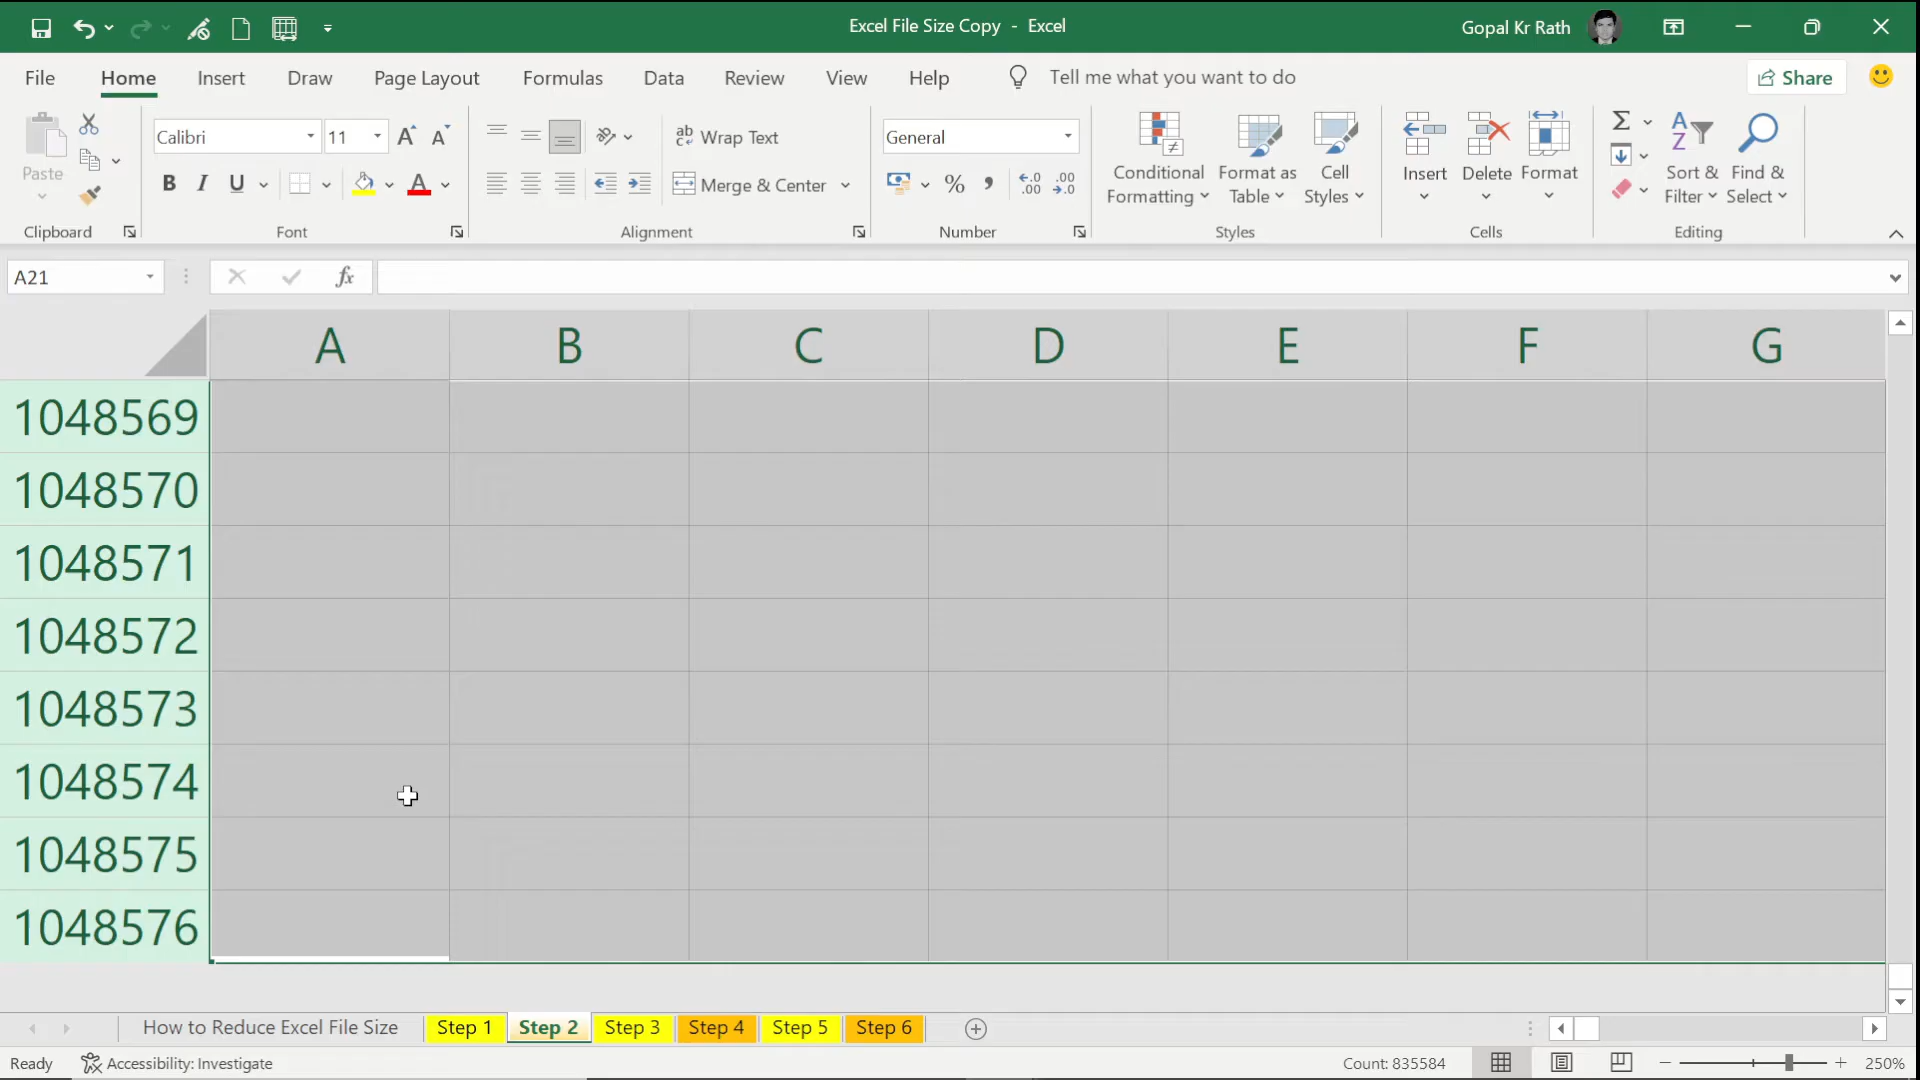 Excel File Size Copy - Excel
Gopal Kr Rath
File Home Insert Draw Page Layout Formulas Data Review View Help Tell me what you want to do Share
Calibri 11 ab Wrap Text General
Paste B I U A Merge & Center % , .00 .0 Conditional Formatting Format as Table Cell Styles Insert Delete Format Sort & Filter Find & Select
Clipboard Font Alignment Number Styles Cells Editing
A21 fx
A B C D E F G
1048569
1048570
1048571
1048572
1048573
1048574
1048575
1048576
How to Reduce Excel File Size Step 1 Step 2 Step 3 Step 4 Step 5 Step 6
Ready Accessibility: Investigate Count: 835584 250%